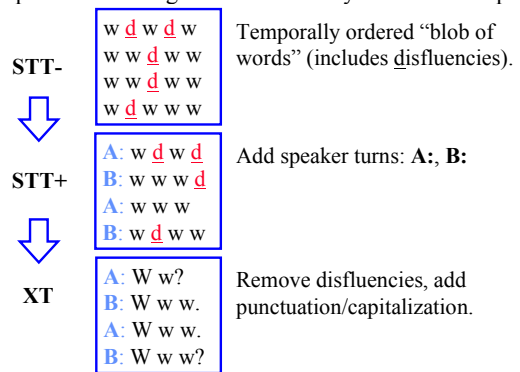 STT-
w d w d w
w w d w w
w w d w w
w d w w w
Temporally ordered “blob of
words” (includes disfluencies).
STT+
A: w d w d
B: w w w d
A: w w w
B: w d w w
Add speaker turns: A:, B:
XT
A: W w?
B: W w w.
A: W w w.
B: W w w?
Remove disfluencies, add
punctuation/capitalization.